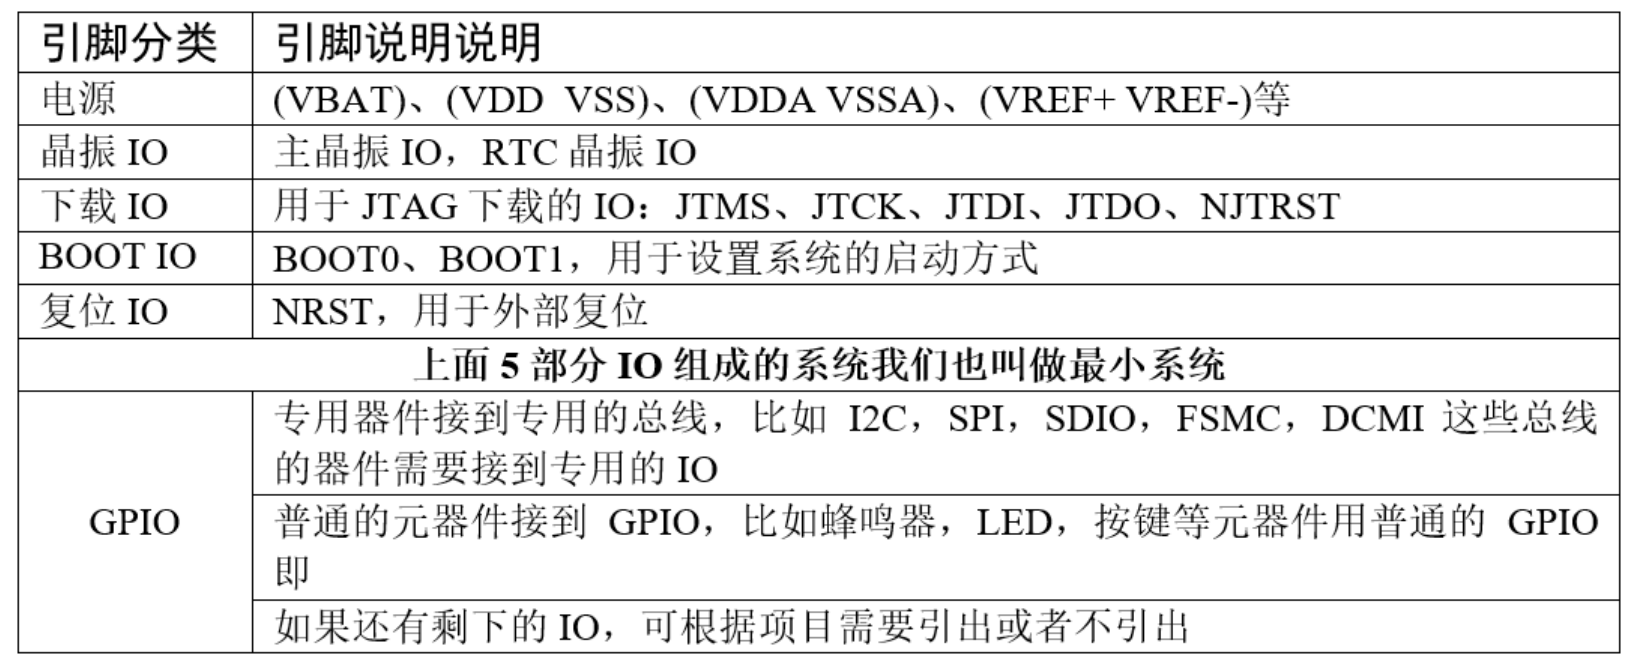 引脚分类 引脚说明说明
电源 (VBAT)、(VDD VSS)、(VDDA VSSA)、(VREF+ VREF-)等
晶振 IO 主晶振 IO，RTC 晶振 IO
下载 IO 用于 JTAG 下载的 IO：JTMS、JTCK、JTDI、JTDO、NJTRST
BOOT IO BOOT0、BOOT1，用于设置系统的启动方式
复位 IO NRST，用于外部复位
上面 5 部分 IO 组成的系统我们也叫做最小系统
GPIO
专用器件接到专用的总线，比如 I2C，SPI，SDIO，FSMC，DCMI 这些总线
的器件需要接到专用的 IO
普通的元器件接到 GPIO，比如蜂鸣器，LED，按键等元器件用普通的 GPIO
即
如果还有剩下的 IO，可根据项目需要引出或者不引出